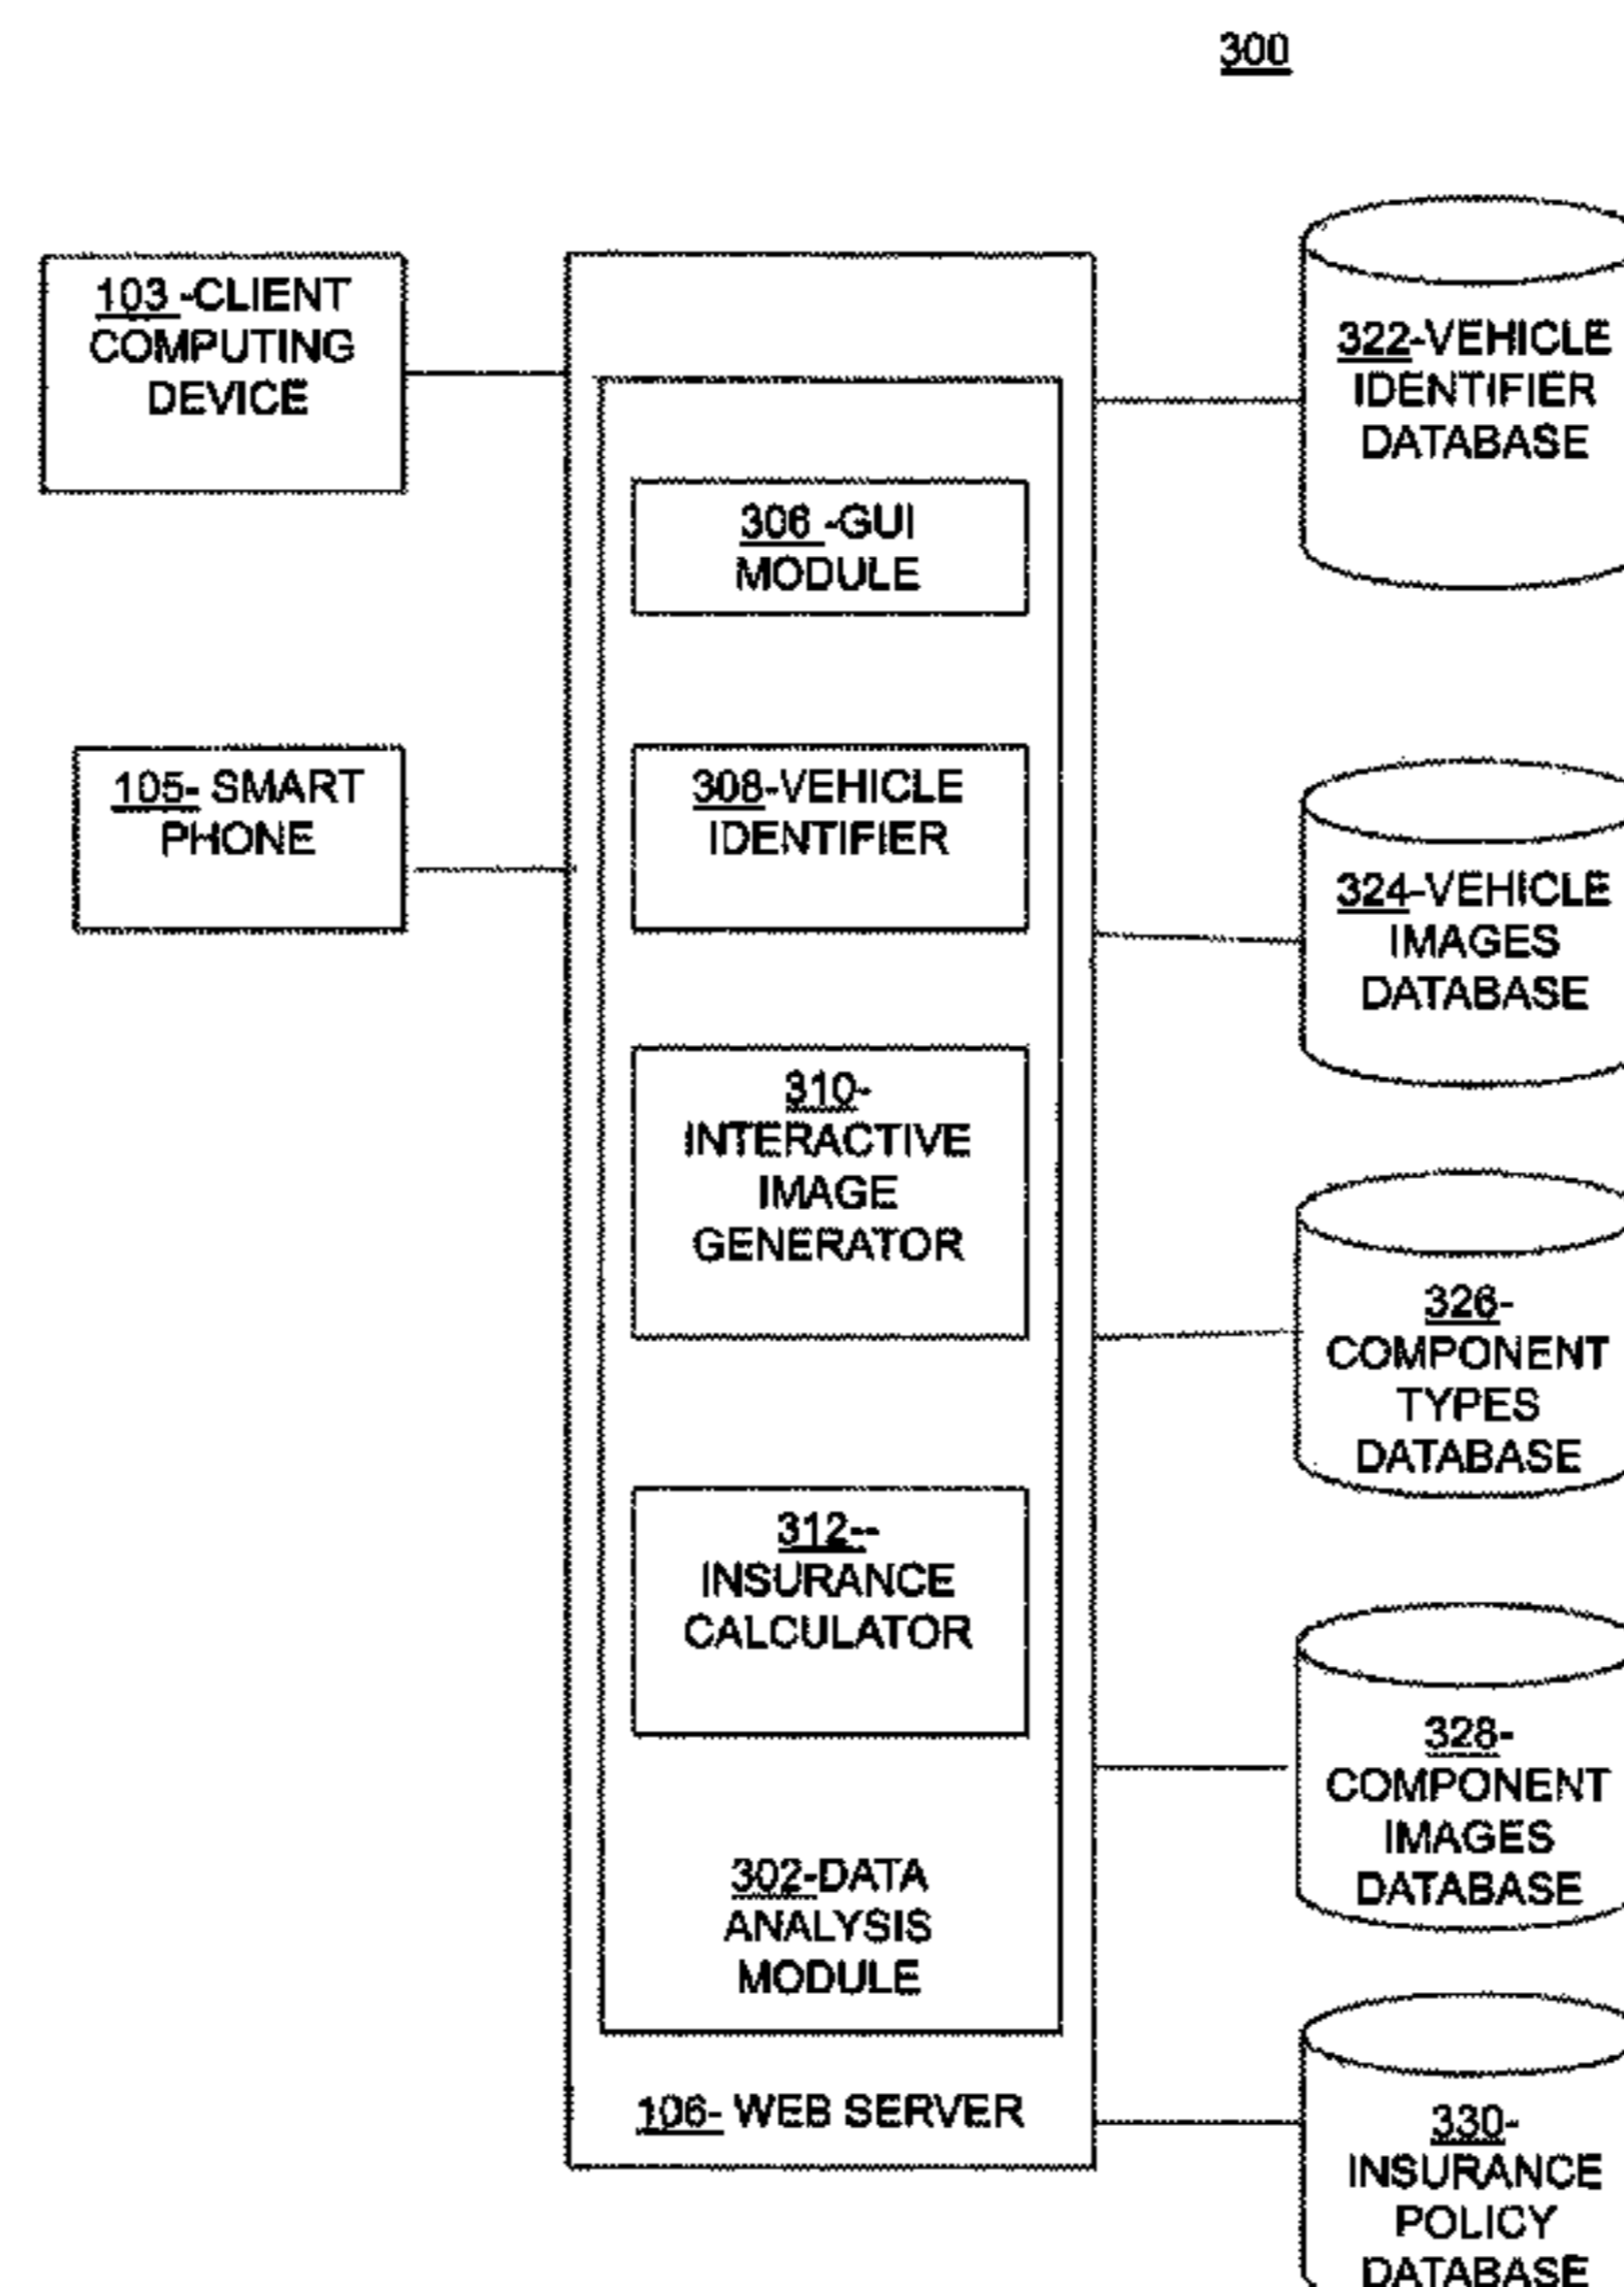 300
103 -CLIENT
COMPUTING
DEVICE
105- SMART
PHONE
306 -GUI
MODULE
308-VEHICLE
IDENTIFIER
310-
INTERACTIVE
IMAGE
GENERATOR
312--
INSURANCE
CALCULATOR
302-DATA
ANALYSIS
MODULE
106- WEB SERVER
322-VEHICLE
IDENTIFIER
DATABASE
324-VEHICLE
IMAGES
DATABASE
326-
COMPONENT
TYPES
DATABASE
328-
COMPONENT
IMAGES
DATABASE
330-
INSURANCE
POLICY
DATABASE